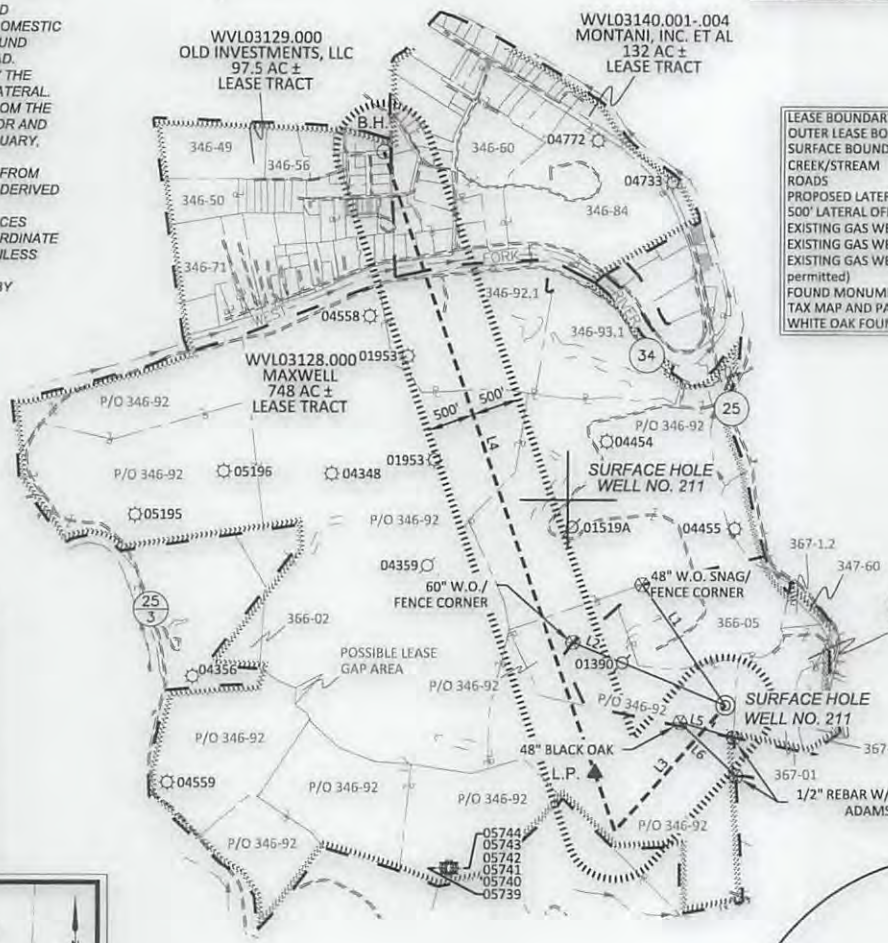 D
OMESTIC
UND
AD.
THE
ATERAL.
OM THE
OR AND
UARY,
FROM
DERIVED
CES
RDINATE
ILESS
BY
WVL03129.000
OLD INVESTMENTS, LLC
97.5 AC ±
LEASE TRACT
WVL03140.001-.004
MONTANI, INC. ET AL
132 AC ±
LEASE TRACT
LEASE BOUNDAR
OUTER LEASE BO
SURFACE BOUND
CREEK/STREAM
ROADS
PROPOSED LATER
500' LATERAL OF
EXISTING GAS WE
EXISTING GAS WE
EXISTING GAS WE
permitted)
FOUND MONUM
TAX MAP AND PA
WHITE OAK FOU
B.H.
346-49
346-56
346-60
04772
346-50
04733
346-84
346-71
WEST
FORK
RIVER
346-92.1
04558
346-93.1
WVL03128.000
MAXWELL
748 AC ±
LEASE TRACT
01953
34
P/O 346-92
500'
500'
25
P/O 346-92
L4
04454
P/O 346-92
05196
04348
01953
SURFACE HOLE
WELL NO. 211
05195
P/O 346-92
01519A
04455
367-1.2
347-60
04359
60" W.O./
FENCE CORNER
48" W.O. SNAG/
FENCE CORNER
25
3
366-02
L1
366-05
L2
POSSIBLE LEASE
GAP AREA
01390
04356
P/O 346-92
P/O 346-92
SURFACE HOLE
WELL NO. 211
L5
P/O 346-92
48" BLACK OAK
L3
L6
367-
L.P.
367-01
04559
P/O 346-92
P/O 346-92
1/2" REBAR W/
ADAMS
P/O 346-92
P/O 346-92
05744
05743
05742
05741
05740
05739